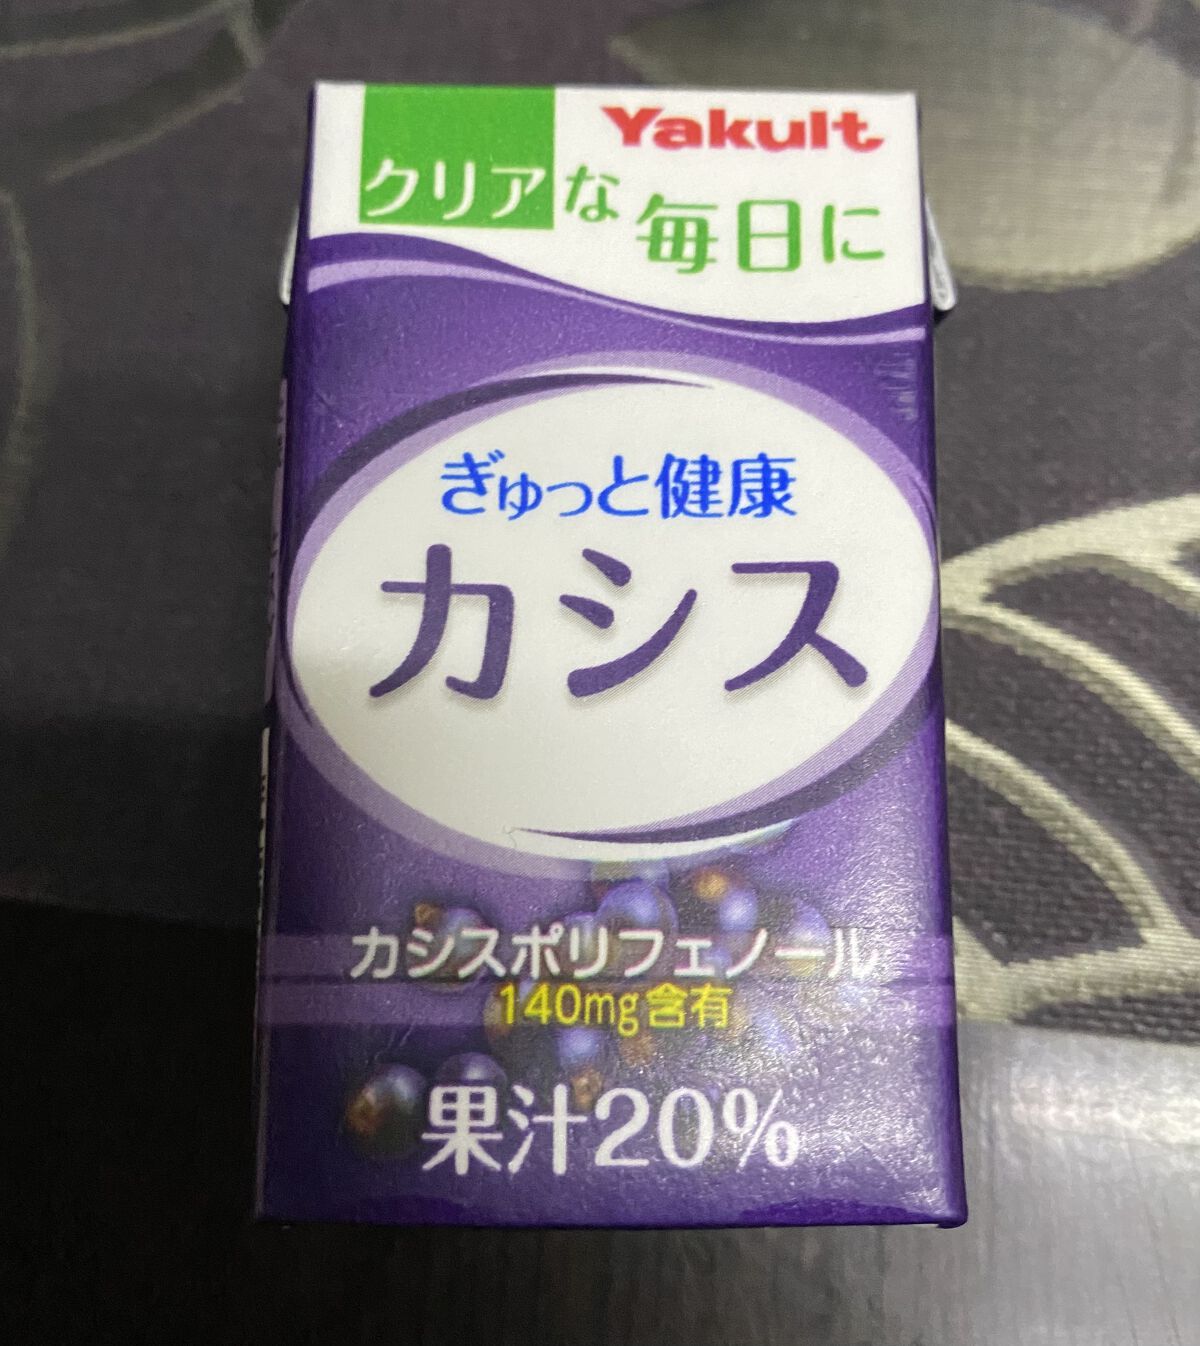 Yakult
クリアな毎日に
ぎゅっと健康
カシス
カシスポリフェノール
140mg含有
果汁20%